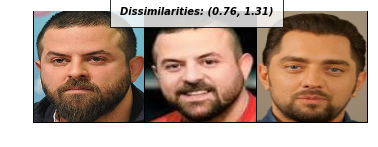 Dissimilarities: (0.76, 1.31)